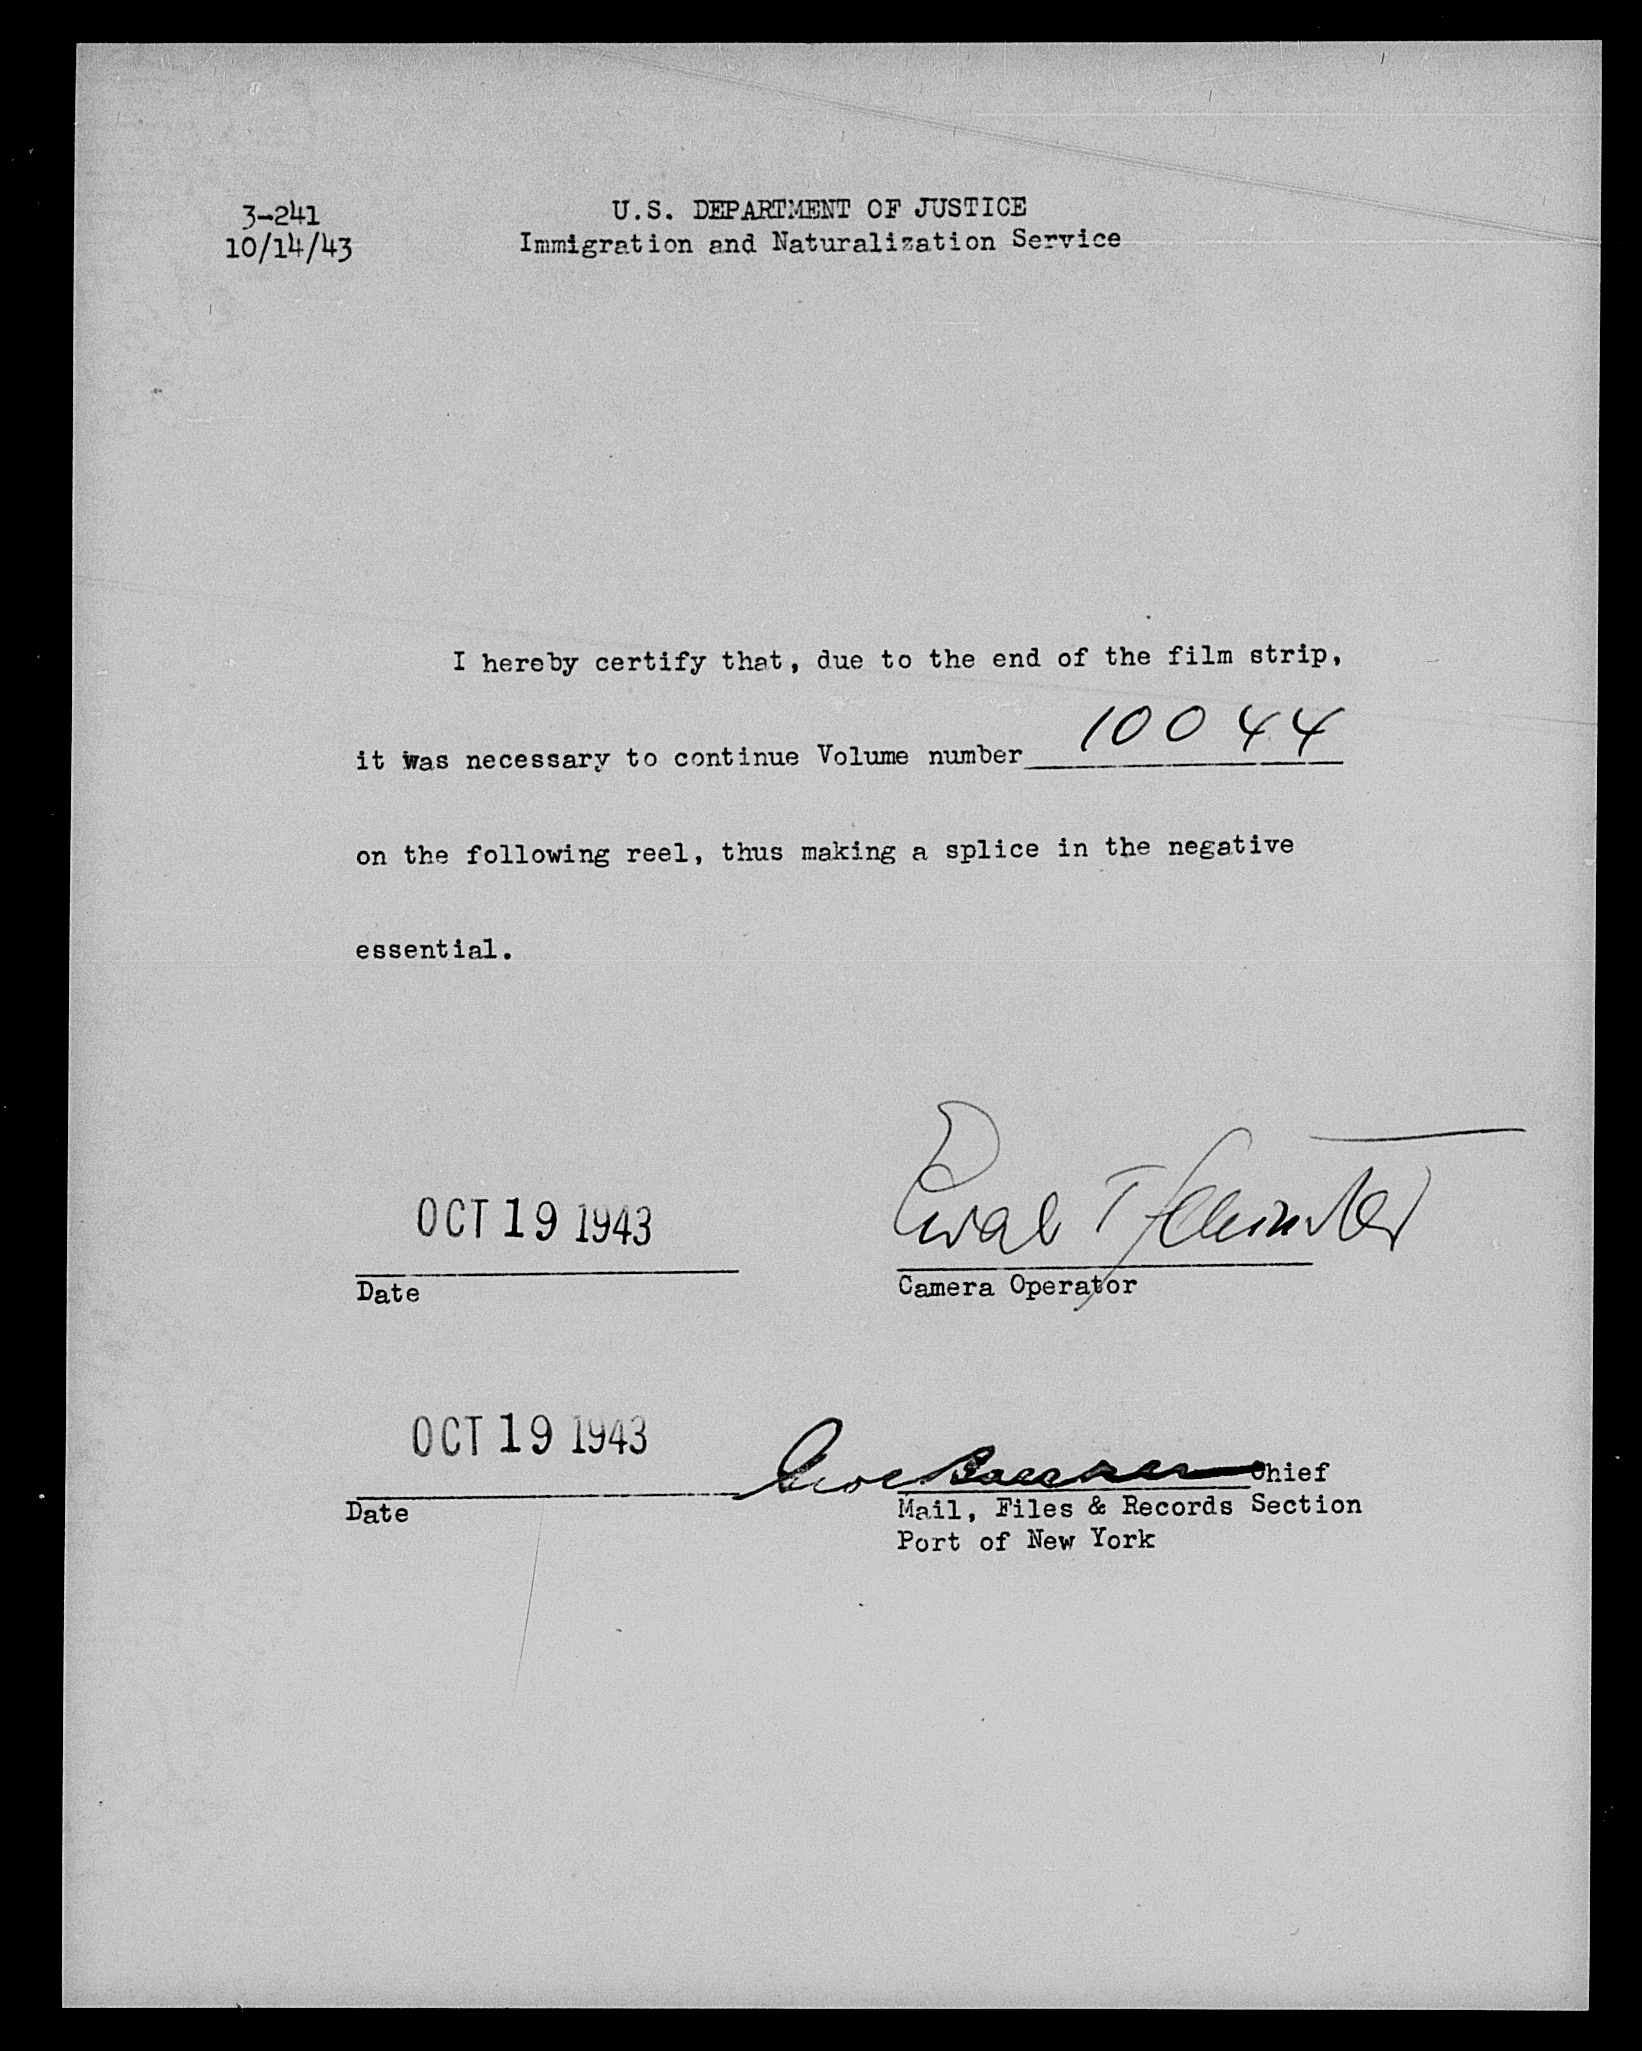 3-241
10/14/43
U.S. DEPARTMENT OF JUSTICE
Immigration and Naturalization Service
I hereby certify that, due to the end of the film strip,
it was necessary to continue Volume number 10044
on the following reel, thus making a splice in the negative
essential.
OCT 19 1943
Date
Camera Operator
OCT 19 1943
Date
Chief
Mail, Files & Records Section
Port of New York